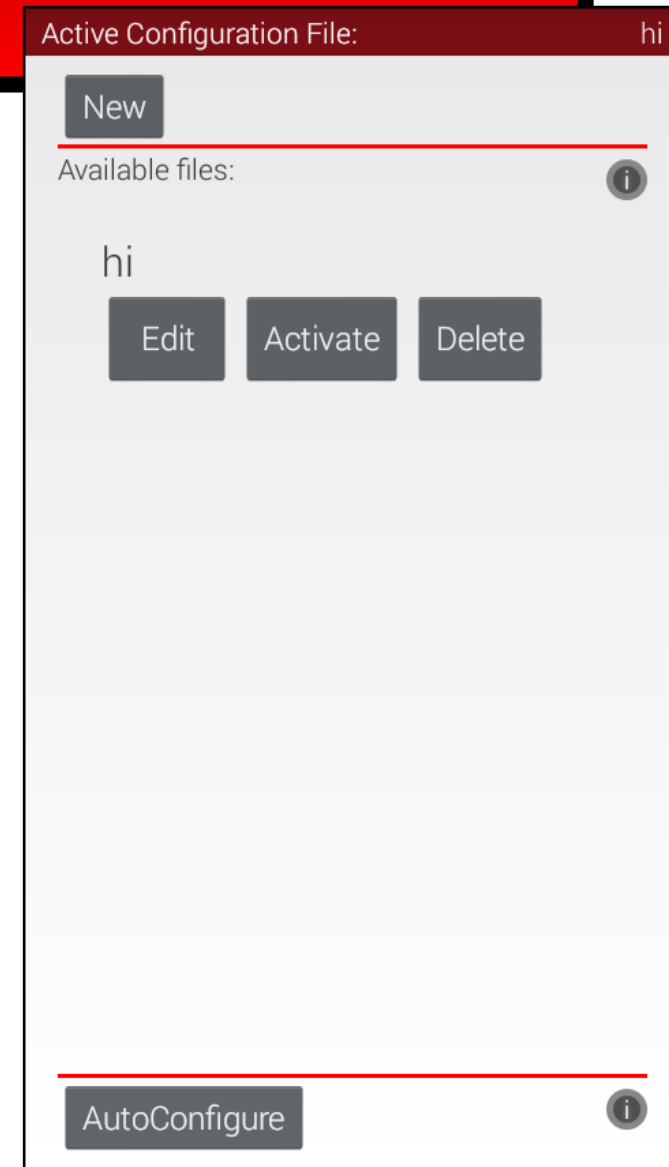 Active Configuration File: hi
New
Available files:
hi
Edit Activate Delete
AutoConfigure